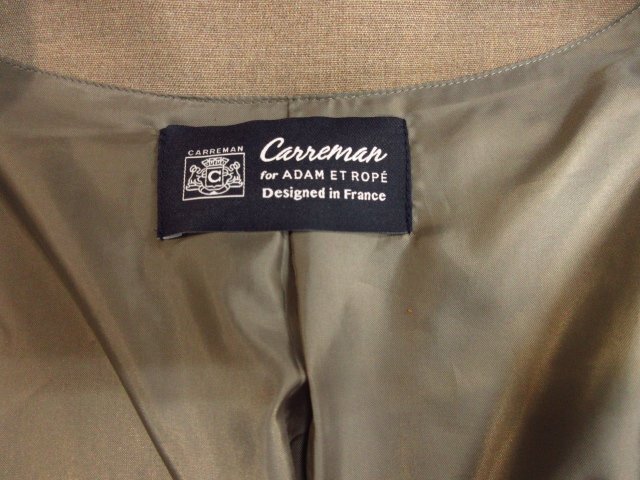 CARREMAN
C
Carreman
for ADAM ET ROPÉ
Designed in France